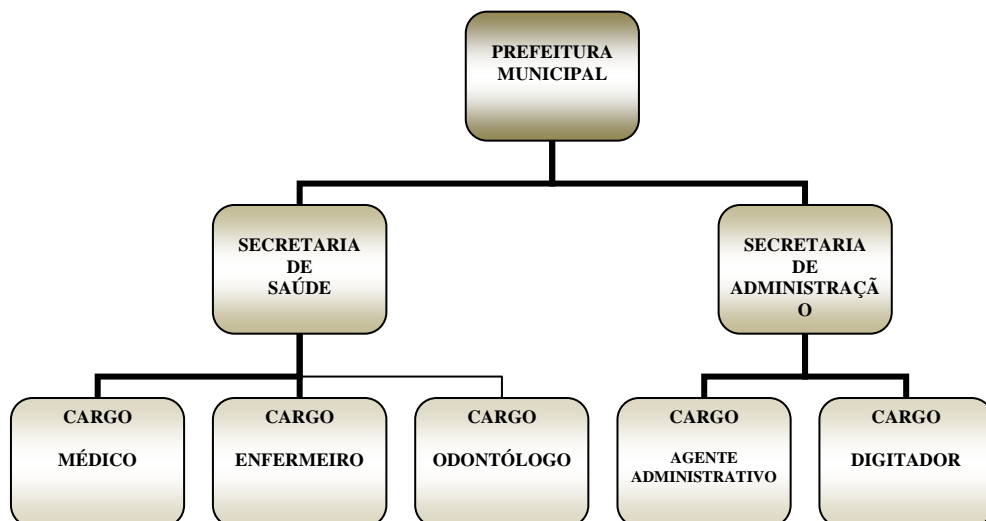 PREFEITURA
MUNICIPAL
SECRETARIA
DE
SAÚDE
SECRETARIA
DE
ADMINISTRAÇÃ
O
CARGO
MÉDICO
CARGO
ENFERMEIRO
CARGO
ODONTÓLOGO
CARGO
AGENTE
ADMINISTRATIVO
CARGO
DIGITADOR